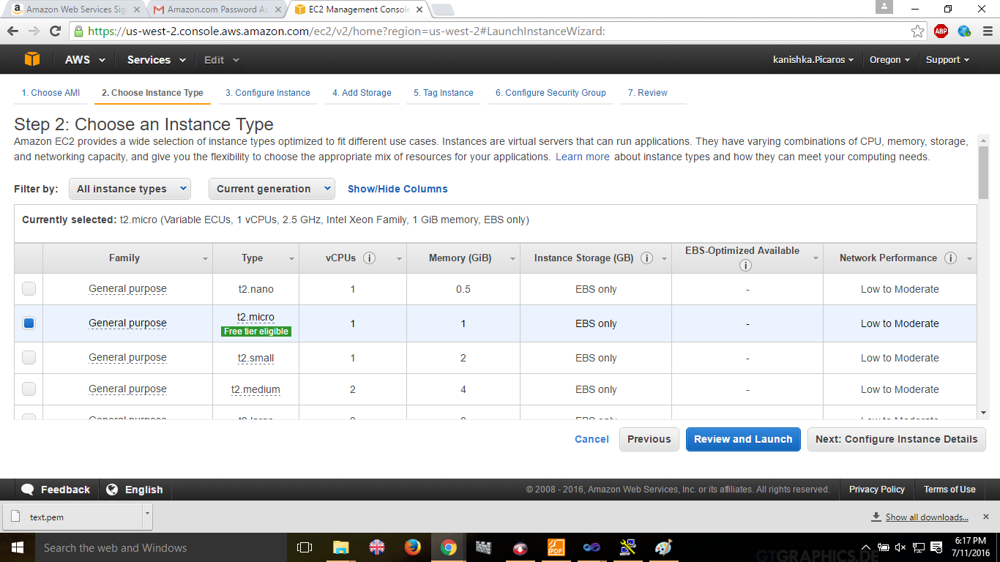 Amazon Web Services Sig
Amazon.com Password As
EC2 Management Console
https://us-west-2.console.aws.amazon.com/ec2/v2/home?region=us-west-2#LaunchInstanceWizard:
ABP
AWS Services Edit kanishka.Picaros Oregon Support
1. Choose AMI 2. Choose Instance Type 3. Configure Instance 4. Add Storage 5. Tag Instance 6. Configure Security Group 7. Review
Step 2: Choose an Instance Type
Amazon EC2 provides a wide selection of instance types optimized to fit different use cases. Instances are virtual servers that can run applications. They have varying combinations of CPU, memory, storage,
and networking capacity, and give you the flexibility to choose the appropriate mix of resources for your applications. Learn more about instance types and how they can meet your computing needs.
Filter by: All instance types Current generation Show/Hide Columns
Currently selected: t2.micro (Variable ECUs, 1 vCPUs, 2.5 GHz, Intel Xeon Family, 1 GiB memory, EBS only)
Family Type vCPUs i Memory (GiB) Instance Storage (GB) i EBS-Optimized Available i Network Performance i
General purpose t2.nano 1 0.5 EBS only - Low to Moderate
General purpose t2.micro 1 1 EBS only - Low to Moderate
Free tier eligible
General purpose t2.small 1 2 EBS only - Low to Moderate
General purpose t2.medium 2 4 EBS only - Low to Moderate
Cancel Previous Review and Launch Next: Configure Instance Details
Feedback English © 2008 - 2016, Amazon Web Services, Inc. or its affiliates. All rights reserved. Privacy Policy Terms of Use
text.pem Show all downloads...
Search the web and Windows
PDF
6:17 PM
7/11/2016
GTGRAPHICS.DE